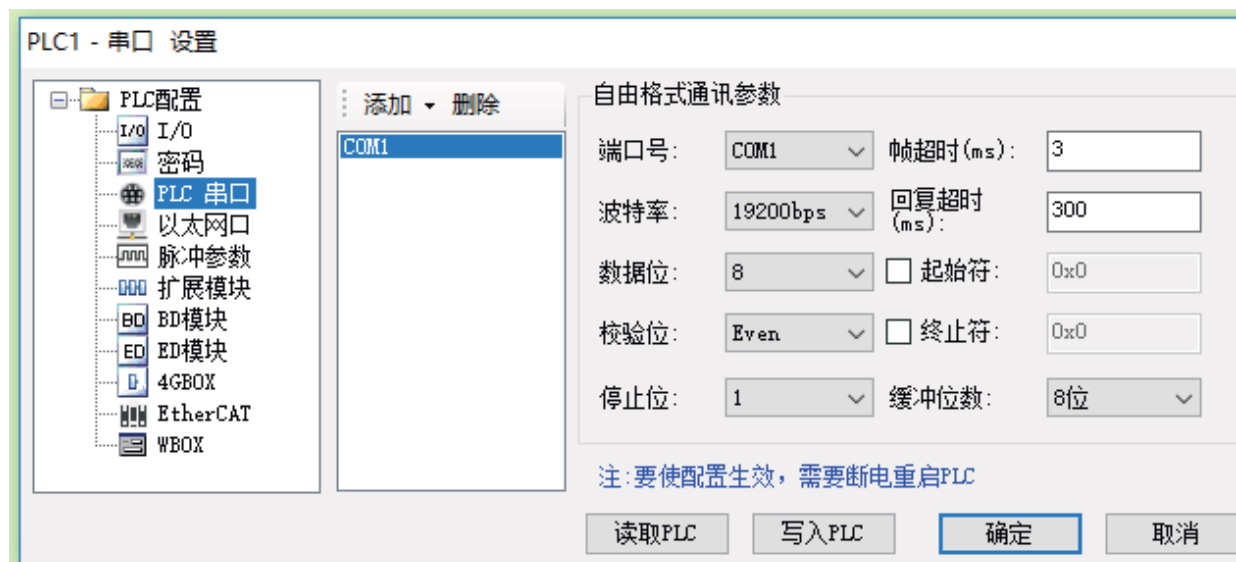 PLC1 - 串口 设置
PLC配置
I/O I/O
密码
PLC 串口
以太网口
脉冲参数
扩展模块
BD BD模块
ED ED模块
4GBOX
EtherCAT
WBOX
添加 删除
COM1
自由格式通讯参数
端口号: COM1 帧超时(ms): 3
波特率: 19200bps 回复超时(ms): 300
数据位: 8 起始符: 0x0
校验位: Even 终止符: 0x0
停止位: 1 缓冲位数: 8位
注:要使配置生效，需要断电重启PLC
读取PLC 写入PLC 确定 取消